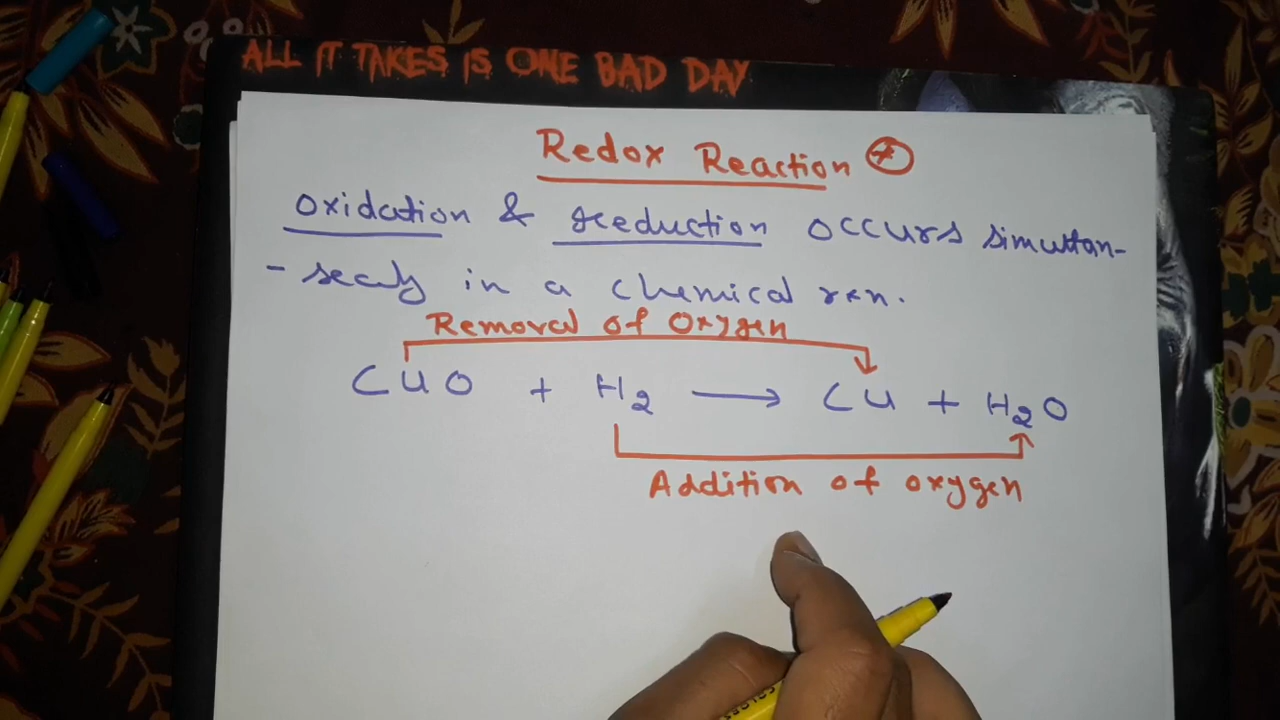 ALL IT TAKES IS ONE BAD DAY
Redox Reaction *
Oxidation & reduction occurs simultan-
- sealy in a chemical rxn.
Removal of Oxygen
CuO + H2 → Cu + H2O
Addition of oxygen